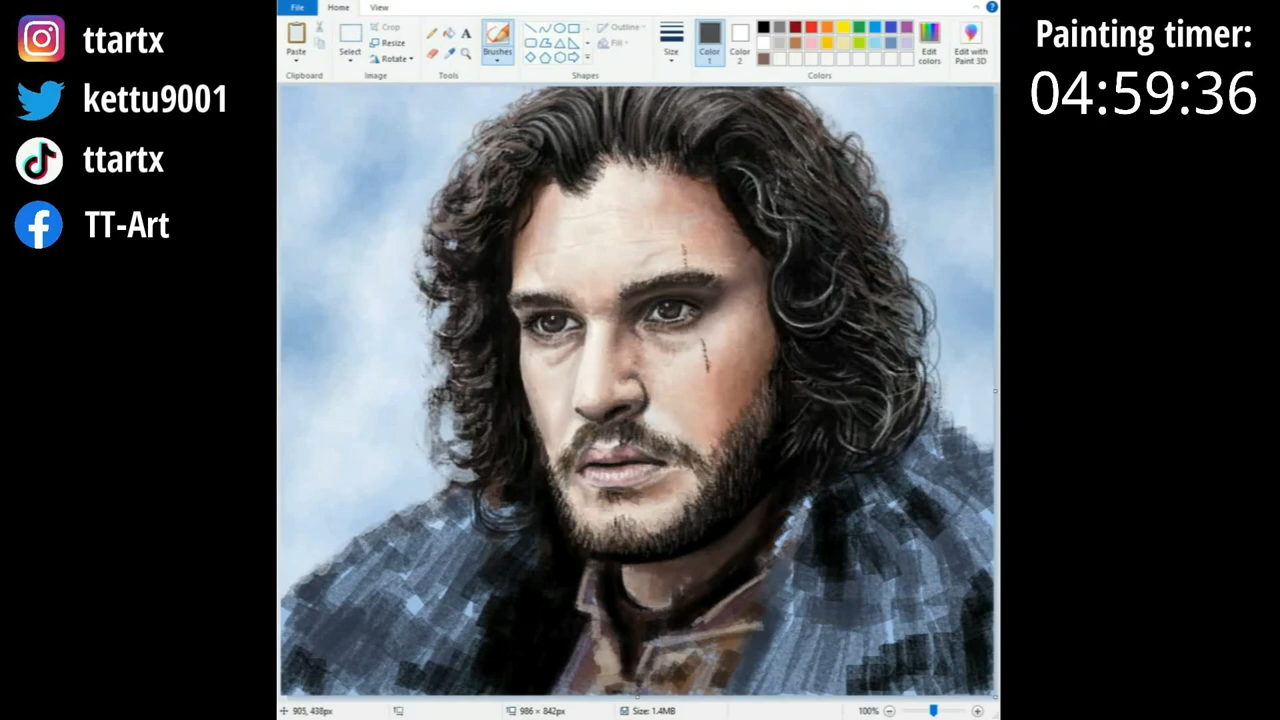 ttartx
kettu9001
ttartx
TT-Art
File Home View
Paste
Clipboard
Select
Crop
Resize
Rotate
Image
A
Tools
Brushes
Outline
Fill
Shapes
Size
Color 1
Color 2
Edit colors
Edit with Paint 3D
Colors
Painting timer:
04:59:36
905, 438px
986 × 842px
Size: 1.4MB
100%